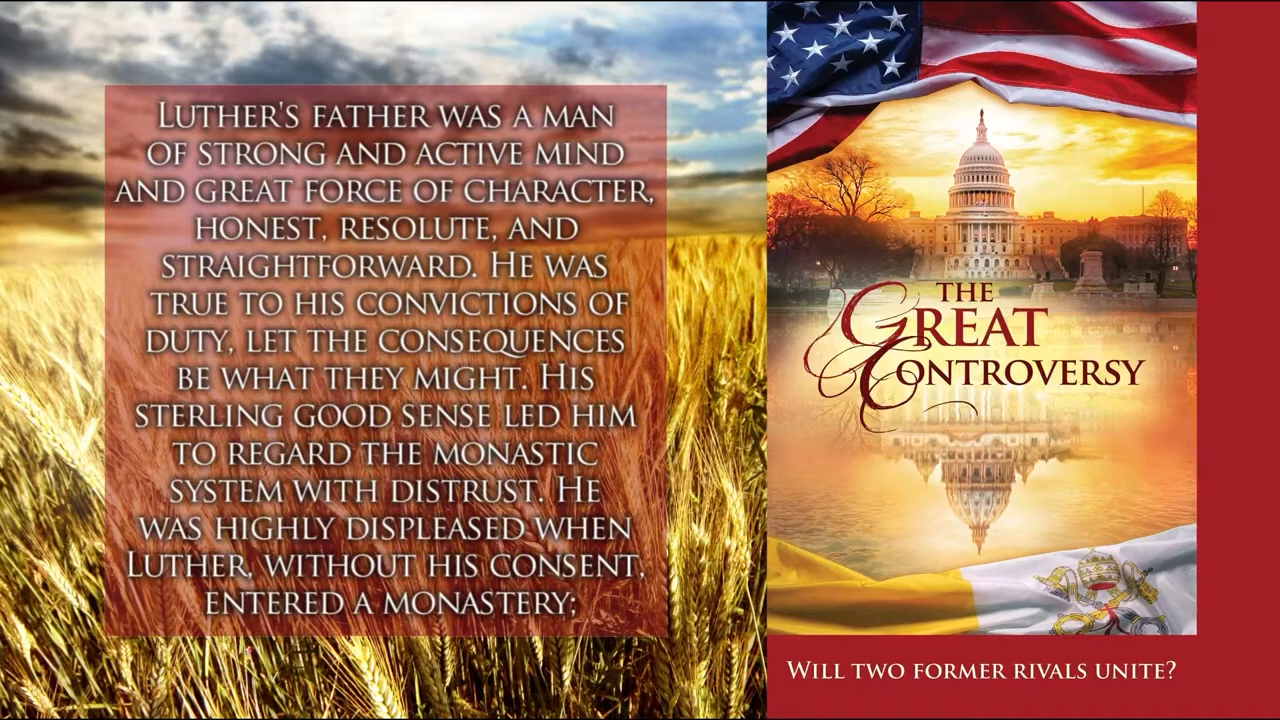 Luther's father was a man
of strong and active mind
and great force of character,
honest, resolute, and
straightforward. He was
true to his convictions of
duty, let the consequences
be what they might. His
sterling good sense led him
to regard the monastic
system with distrust. He
was highly displeased when
Luther, without his consent,
entered a monastery;
The
Great
Controversy
Will two former rivals unite?